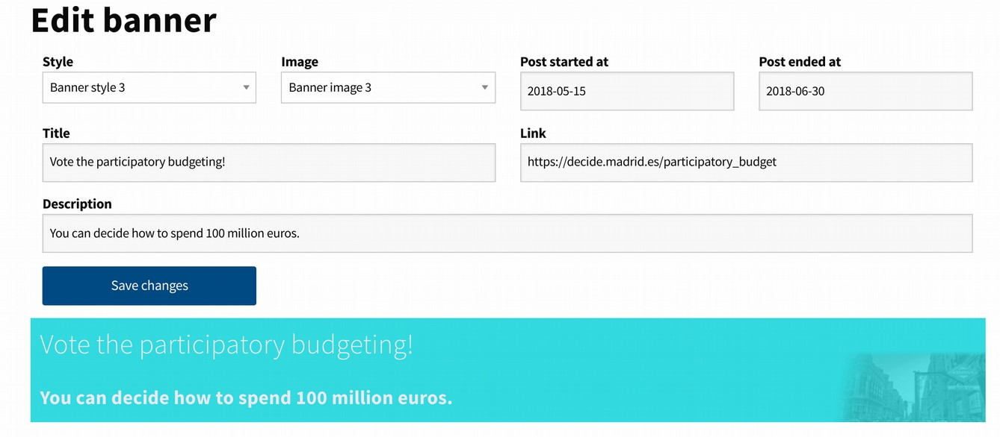 Edit banner
Style Image Post started at Post ended at
Banner style 3 Banner image 3 2018-05-15 2018-06-30
Title Link
Vote the participatory budgeting! https://decide.madrid.es/participatory_budget
Description
You can decide how to spend 100 million euros.
Save changes
Vote the participatory budgeting!
You can decide how to spend 100 million euros.